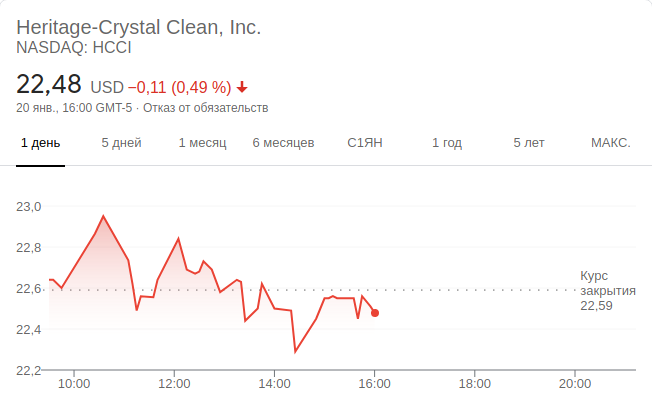 Heritage-Crystal Clean, Inc.
NASDAQ: HCCI
22,48 USD −0,11 (0,49 %)
20 янв., 16:00 GMT-5 · Отказ от обязательств
1 день 5 дней 1 месяц 6 месяцев С1ЯН 1 год 5 лет МАКС.
23,0
22,8
22,6
22,4
22,2
Курс
закрытия
22,59
10:00 12:00 14:00 16:00 18:00 20:00